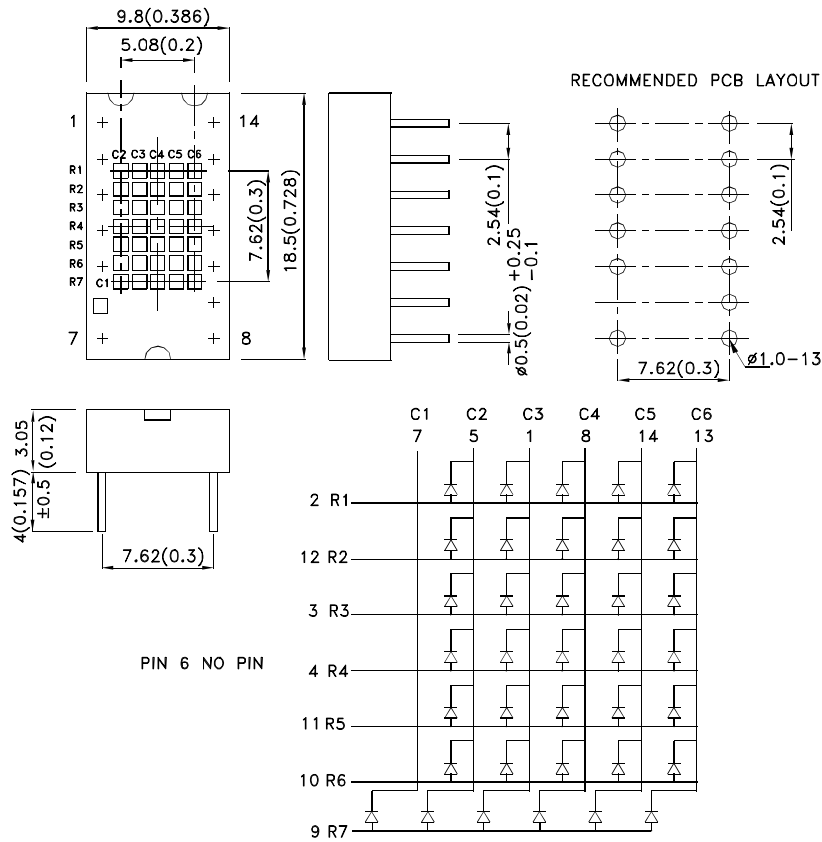 9.8(0.386)
5.08(0.2)
RECOMMENDED PCB LAYOUT
1
14
C2 C3 C4 C5 C6
R1
R2
R3
R4
R5
R6
R7
C1
7
8
7.62(0.3)
18.5(0.728)
2.54(0.1)
ø0.5(0.02) +0.25 -0.1
2.54(0.1)
ø1.0-13
7.62(0.3)
3.05
(0.12)
4(0.157)
±0.5
7.62(0.3)
PIN 6 NO PIN
C1 C2 C3 C4 C5 C6
7 5 1 8 14 13
2 R1
12 R2
3 R3
4 R4
11 R5
10 R6
9 R7